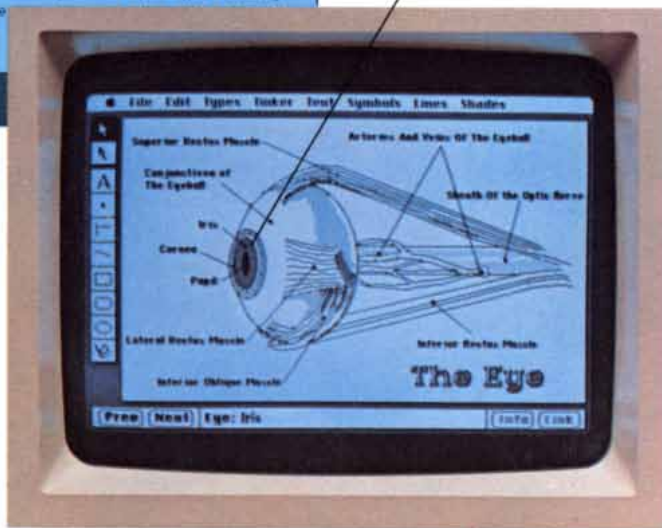 File Edit Types Tinker Text Symbols Lines Shades
Superior Rectus Muscle
Arteries And Veins Of The Eyeball
Conjunctiva of
The Eyeball
Sheath Of the Optic Nerve
A
Iris
Cornea
Pupil
Lateral Rectus Muscle
Inferior Rectus Muscle
Inferior Oblique Muscle
The Eye
Prev Next Eye: Iris Info Link